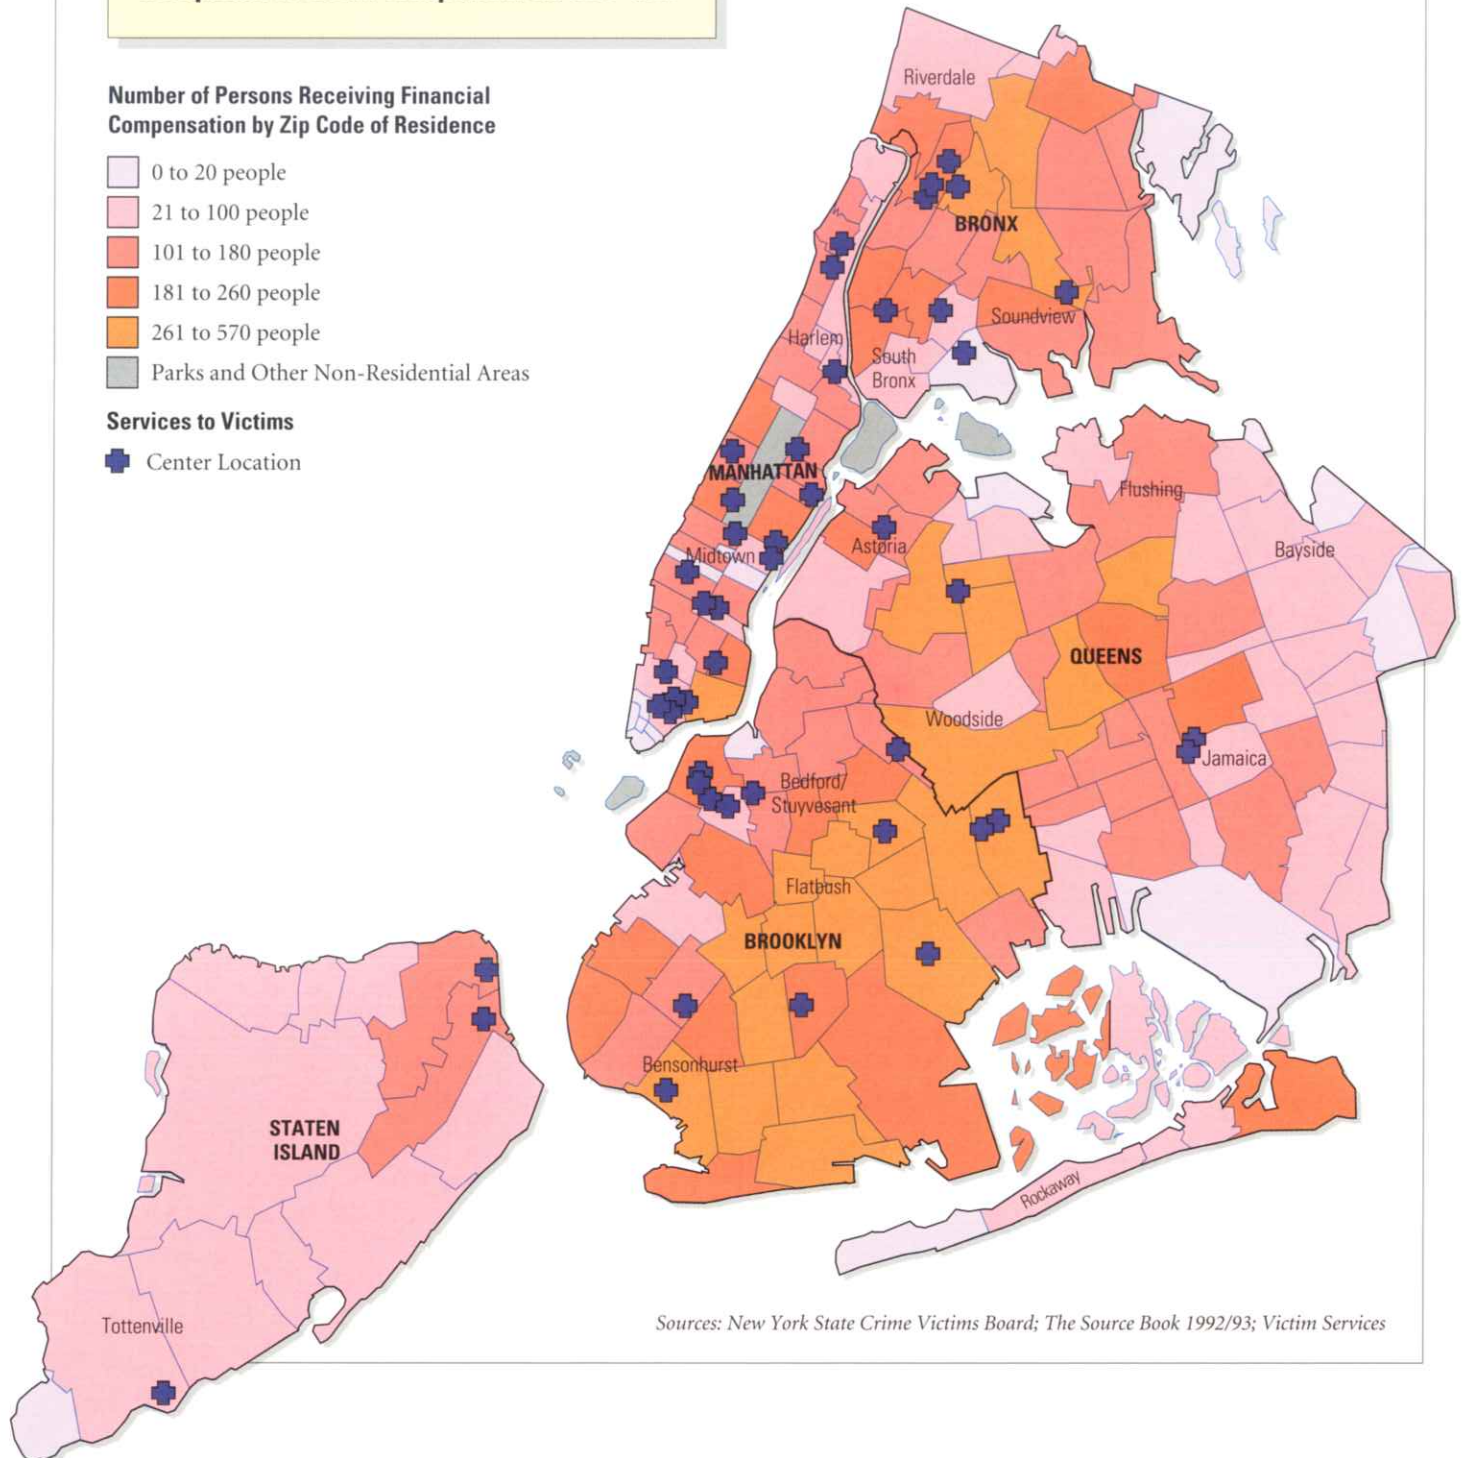 Number of Persons Receiving Financial
Compensation by Zip Code of Residence
0 to 20 people
21 to 100 people
101 to 180 people
181 to 260 people
261 to 570 people
Parks and Other Non-Residential Areas
Services to Victims
Center Location
Riverdale
BRONX
Soundview
Harlem
South
Bronx
MANHATTAN
Flushing
Midtown
Astoria
Bayside
QUEENS
Woodside
Jamaica
Bedford/
Stuyvesant
Flatbush
BROOKLYN
Bensonhurst
STATEN
ISLAND
Rockaway
Tottenville
Sources: New York State Crime Victims Board; The Source Book 1992/93; Victim Services